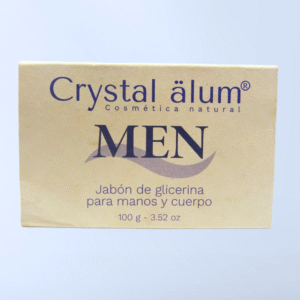 Crystal älum®
Cosmética natural
MEN
Jabón de glicerina
para manos y cuerpo
100 g - 3.52 oz